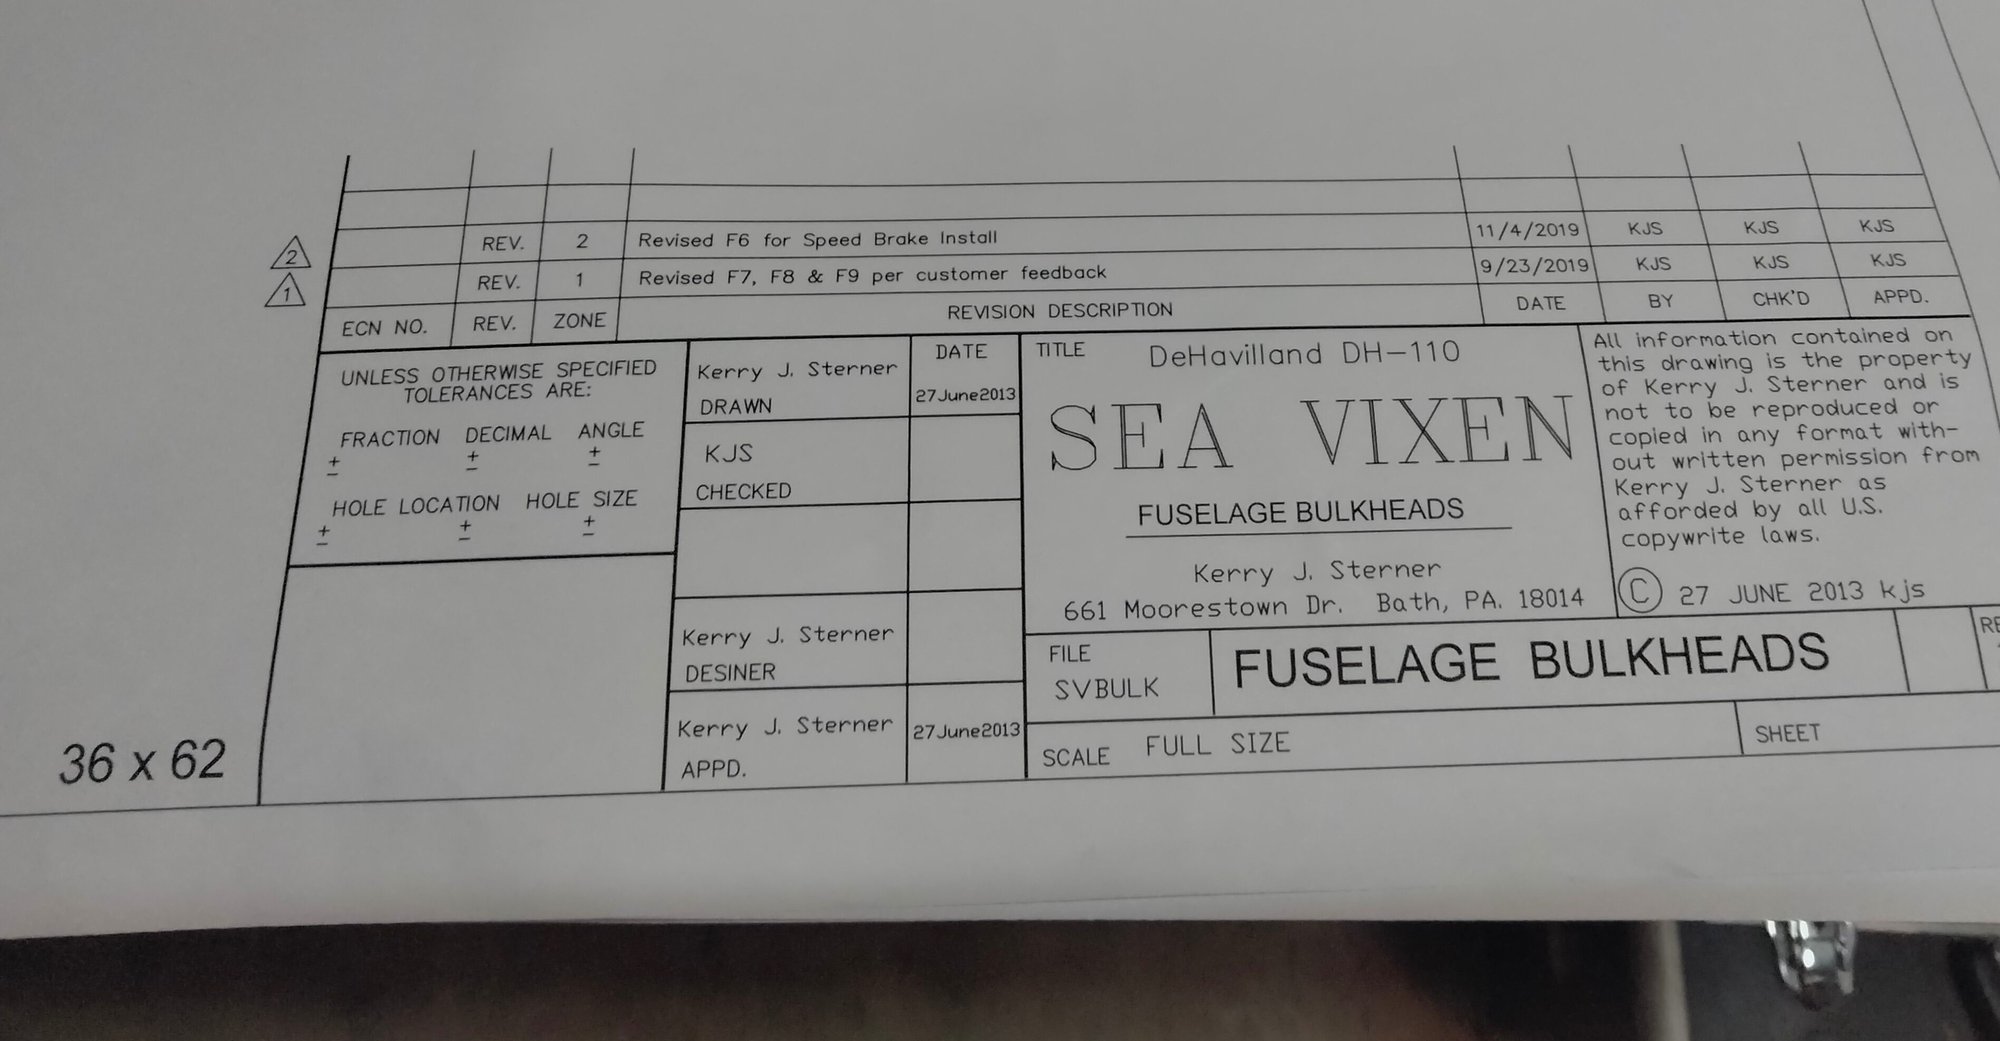 2 REV. 2 Revised F6 for Speed Brake Install 11/4/2019 KJS KJS KJS
1 REV. 1 Revised F7, F8 & F9 per customer feedback 9/23/2019 KJS KJS KJS
ECN NO. REV. ZONE REVISION DESCRIPTION DATE BY CHK'D APPD.
UNLESS OTHERWISE SPECIFIED
TOLERANCES ARE:
FRACTION DECIMAL ANGLE
± ± ±
HOLE LOCATION HOLE SIZE
± ± ±
36 x 62
Kerry J. Sterner
DRAWN
DATE
27June2013
KJS
CHECKED
Kerry J. Sterner
DESINER
Kerry J. Sterner
APPD.
27June2013
TITLE
DeHavilland DH-110
SEA VIXEN
FUSELAGE BULKHEADS
Kerry J. Sterner
661 Moorestown Dr. Bath, PA. 18014
All information contained on
this drawing is the property
of Kerry J. Sterner and is
not to be reproduced or
copied in any format with-
out written permission from
Kerry J. Sterner as
afforded by all U.S.
copywrite laws.
© 27 JUNE 2013 kjs
FILE
SVBULK
FUSELAGE BULKHEADS
SCALE FULL SIZE
SHEET